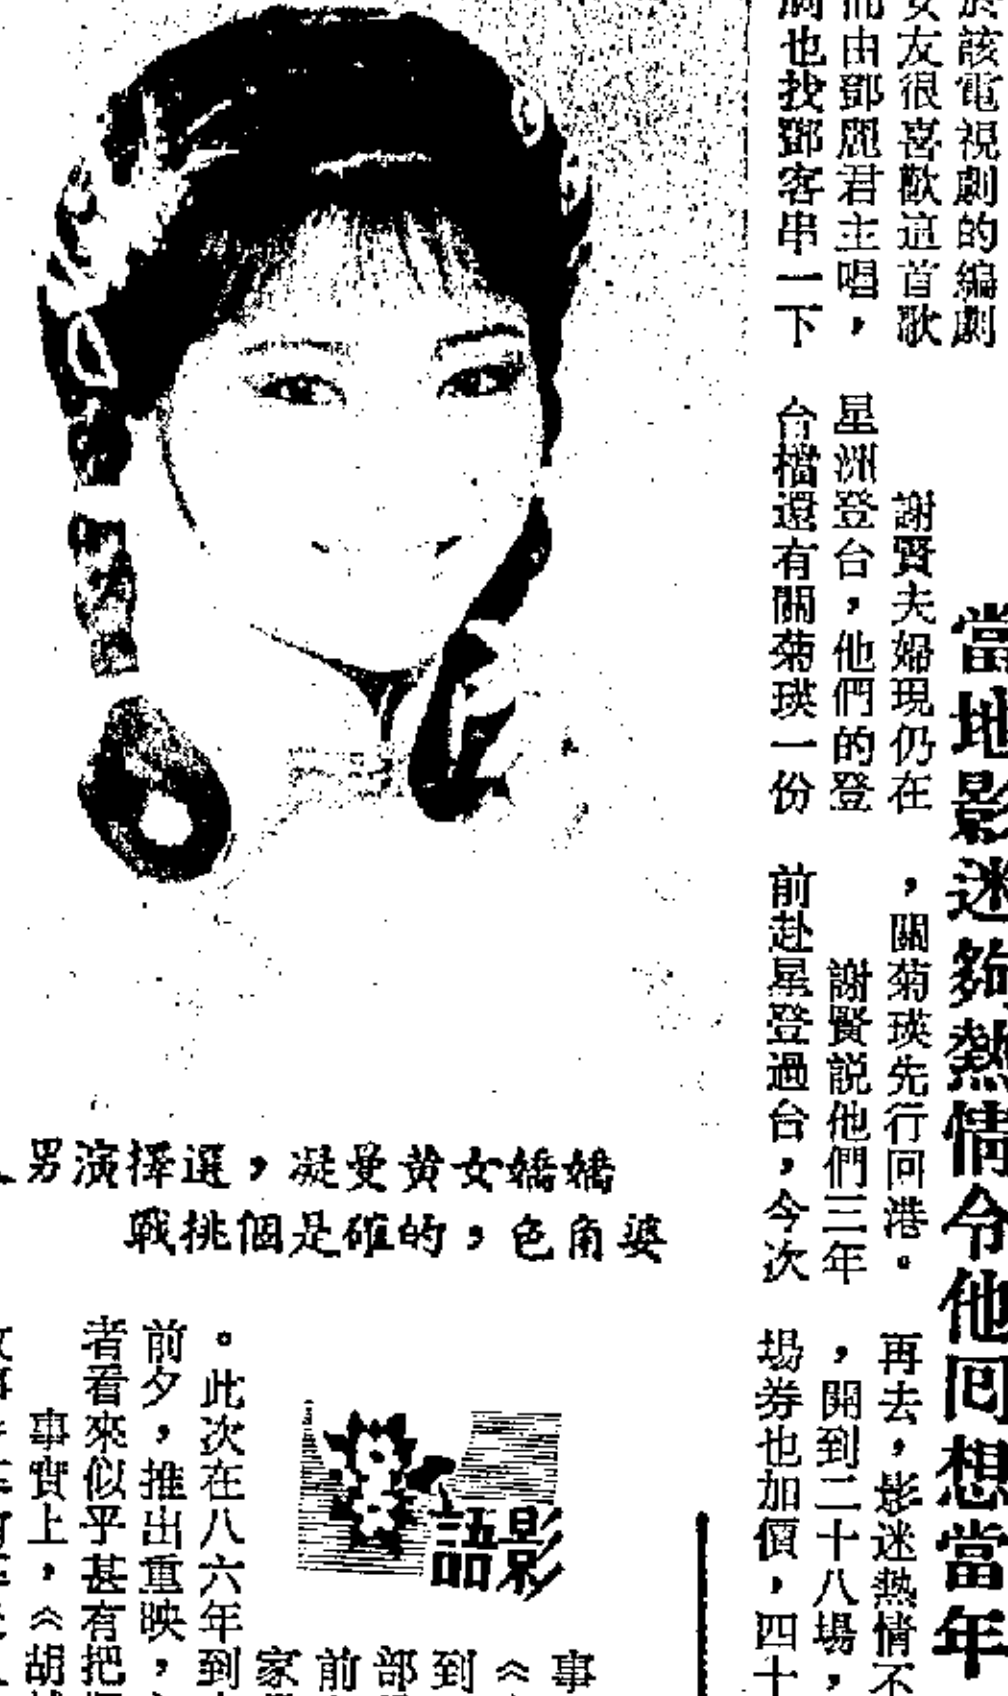 於該電視劇的編劇
女友很喜歡這首歌
而由鄧麗君主唱，
也找鄧客串一下
當地影迷夠熱情令他囘想當年
謝賢夫婦現仍在
星洲登台，他們的登
台檔還有關菊瑛一份
，關菊瑛先行回港。
謝賢説他們三年
前赴星登過台，今次
再去，影迷熱情不
，開到二十八場，
場券也加價，四十
嬌嬌女黃曼凝，選擇演男
婆角色，的確是個挑戰
影語
事
《
到
部
前
家
。此次在八六年到
前夕，推出重映，
者看來似乎甚有把
事實上，《胡